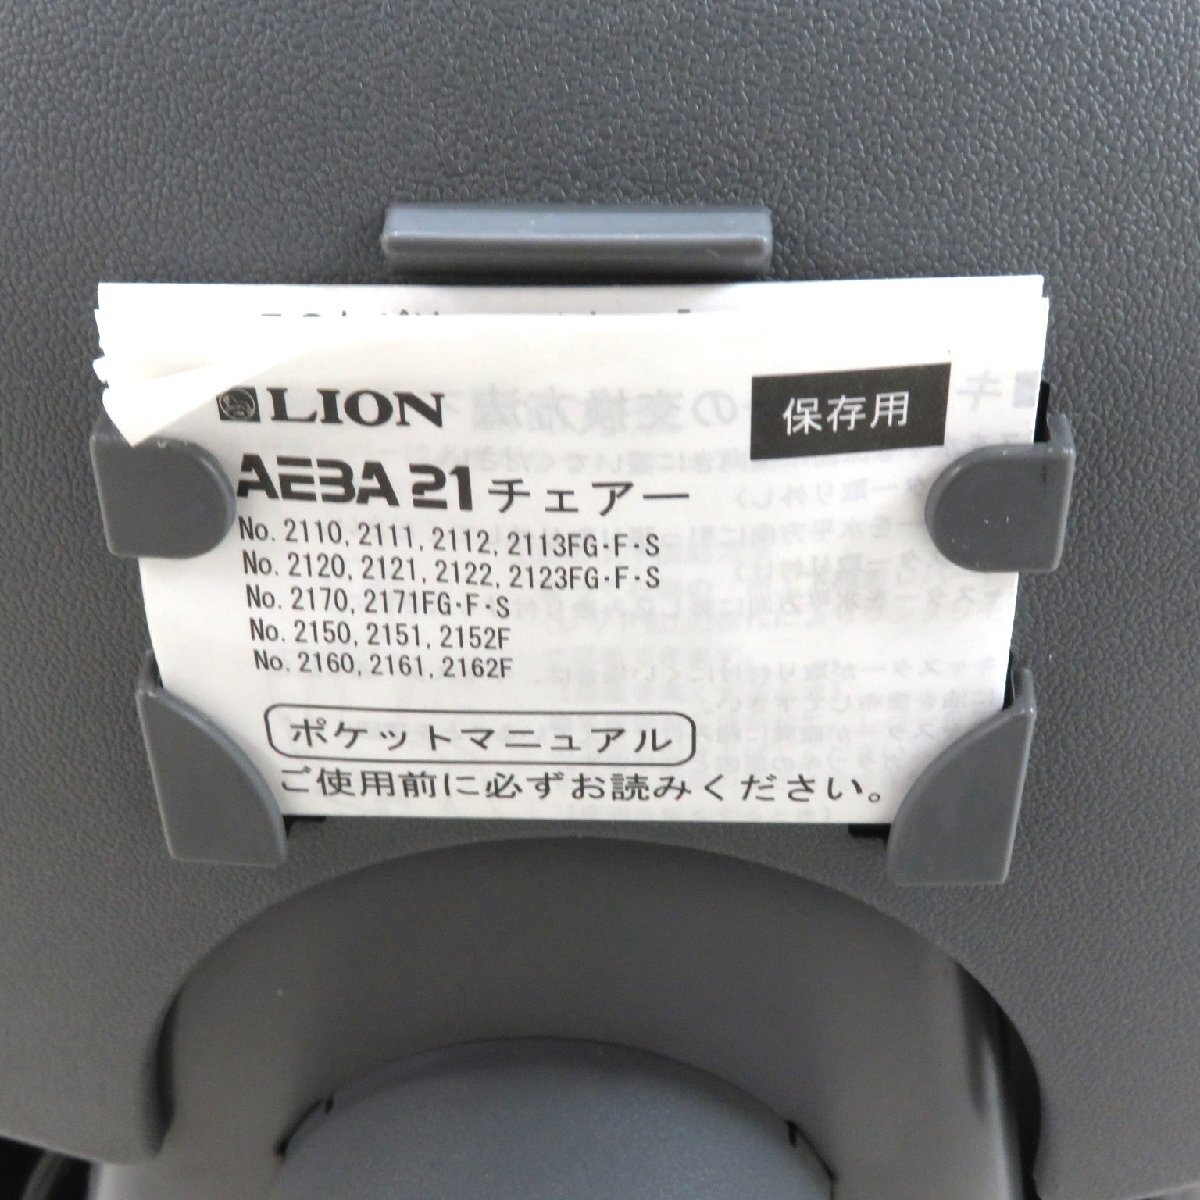 LION
保存用
AEBA 21 チェアー
No. 2110, 2111, 2112, 2113FG・F・S
No. 2120, 2121, 2122, 2123FG・F・S
No. 2170, 2171FG・F・S
No. 2150, 2151, 2152F
No. 2160, 2161, 2162F
ポケットマニュアル
ご使用前に必ずお読みください。